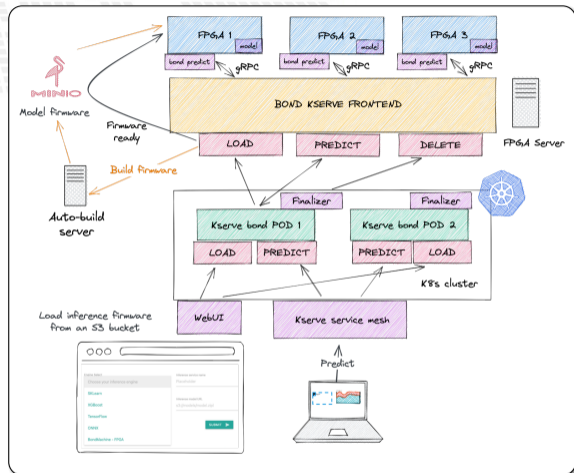 FPGA 1
FPGA 2
FPGA 3
model
model
model
bond predict
gRPC
bond predict
gRPC
bond predict
gRPC
MINIO
Model firmware
BOND KSERVE FRONTEND
Firmware
ready
LOAD
PREDICT
DELETE
FPGA Server
Build firmware
Auto-build
server
Finalizer
Finalizer
Kserve bond POD 1
Kserve bond POD 2
LOAD
PREDICT
PREDICT
LOAD
K8s cluster
Load inference firmware
from an S3 bucket
WebUI
Kserve service mesh
Predict
TensorFlow
BondMachine - FPGA
SUBMIT